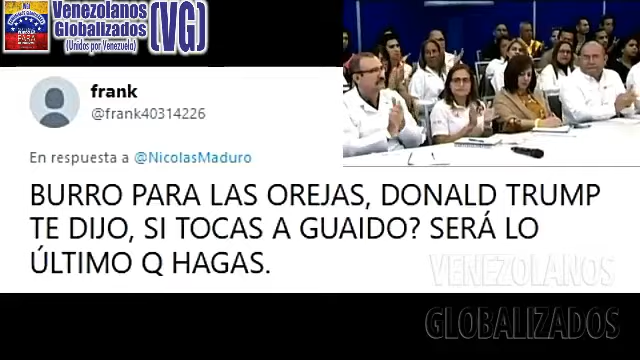 Venezolanos
Globalizados
(Unidos por Venezuela)
(VG)
frank
@frank40314226
En respuesta a @NicolasMaduro
BURRO PARA LAS OREJAS, DONALD TRUMP
TE DIJO, SI TOCAS A GUAIDO? SERÁ LO
ÚLTIMO Q HAGAS.
VENEZOLANOS
GLOBALIZADOS